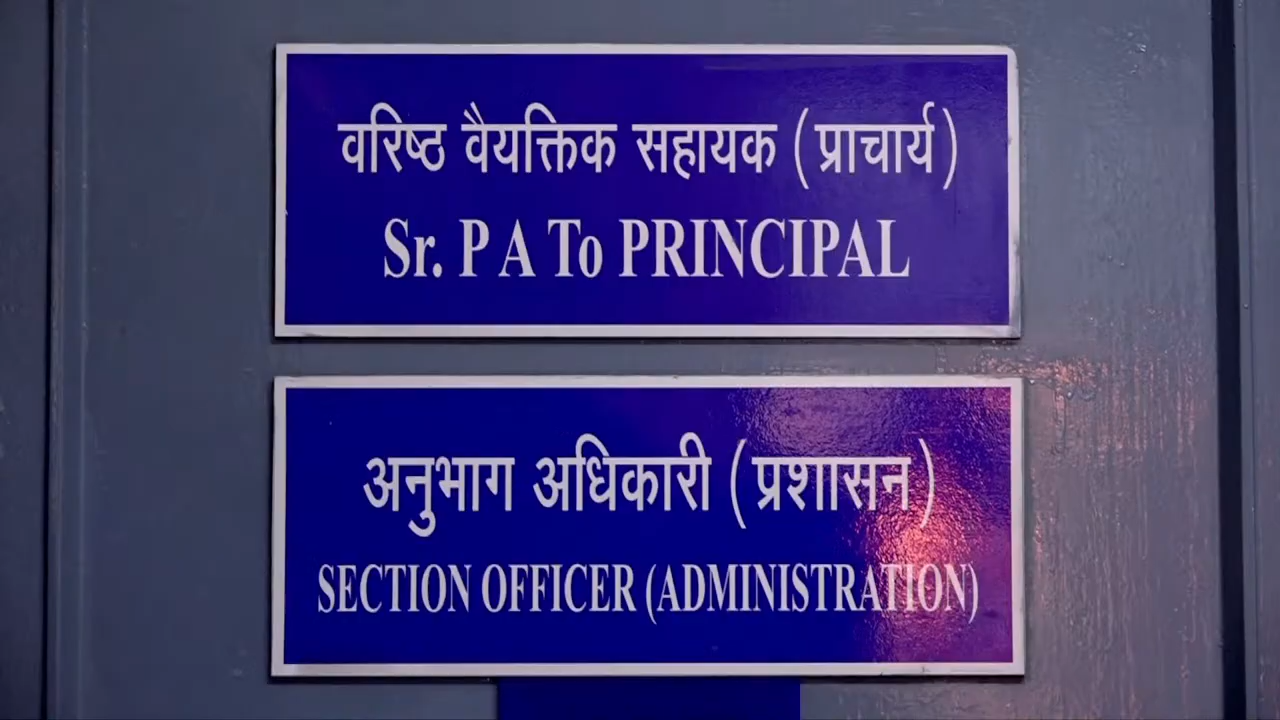 वरिष्ठ वैयक्तिक सहायक (प्राचार्य)
Sr. P A To PRINCIPAL
अनुभाग अधिकारी (प्रशासन)
SECTION OFFICER (ADMINISTRATION)